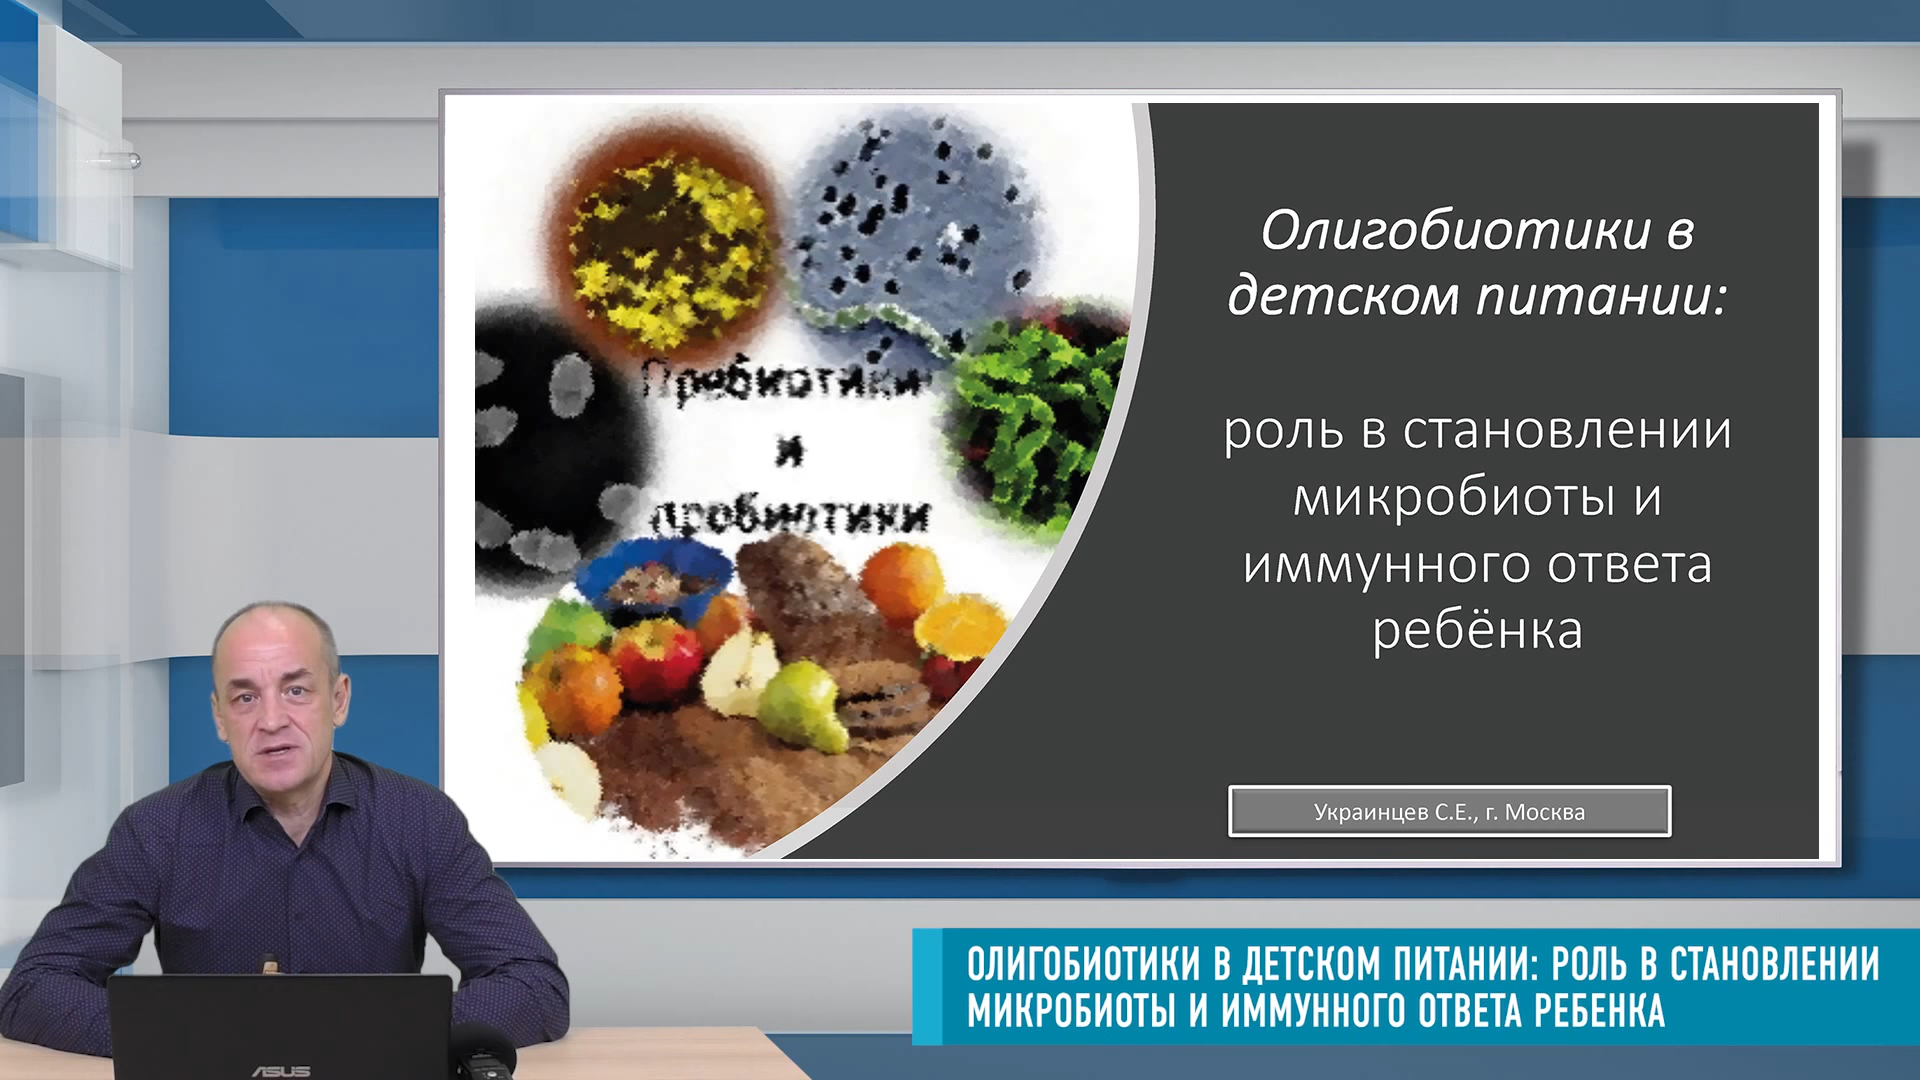 Пребиотики
и
пробиотики
Олигобиотики в
детском питании:
роль в становлении
микробиоты и
иммунного ответа
ребёнка
Украинцев С.Е., г. Москва
ОЛИГОБИОТИКИ В ДЕТСКОМ ПИТАНИИ: РОЛЬ В СТАНОВЛЕНИИ
МИКРОБИОТЫ И ИММУННОГО ОТВЕТА РЕБЕНКА
ASUS